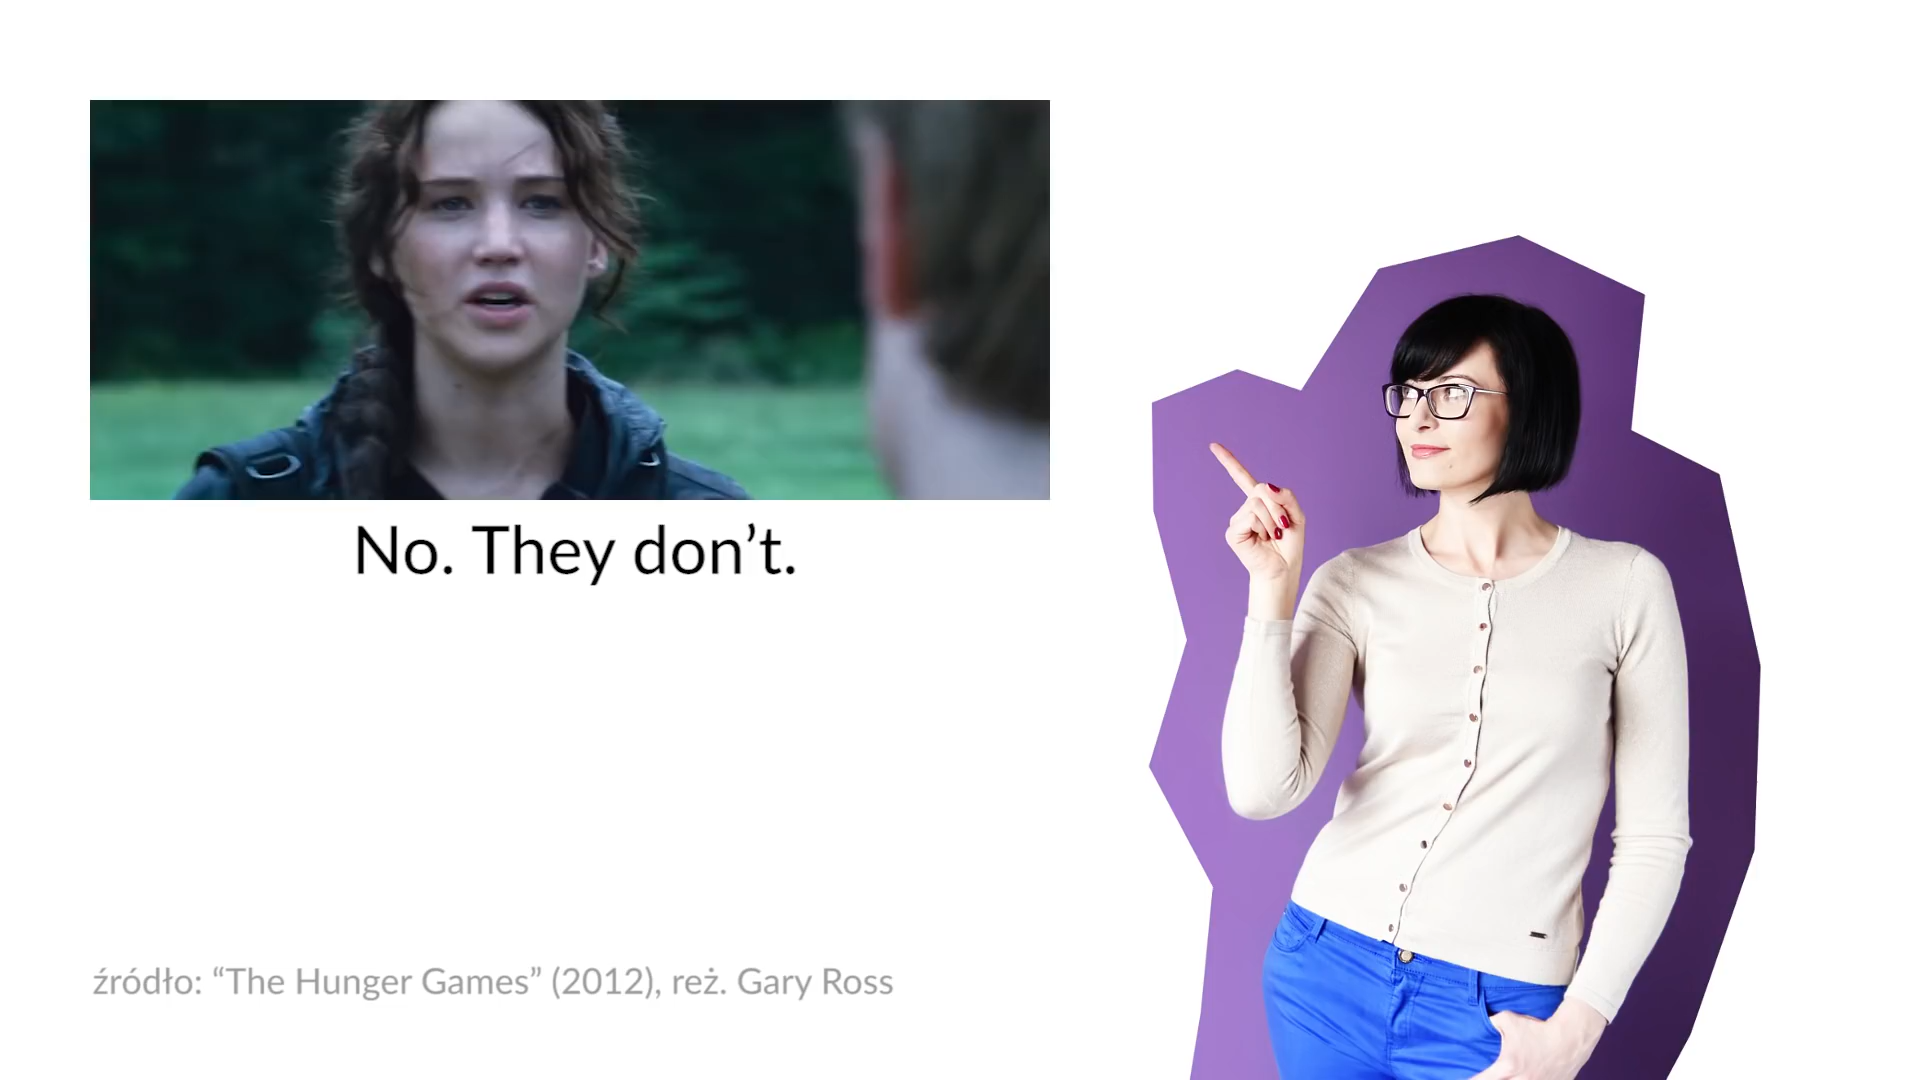 No. They don’t.
źródło: “The Hunger Games” (2012), reż. Gary Ross